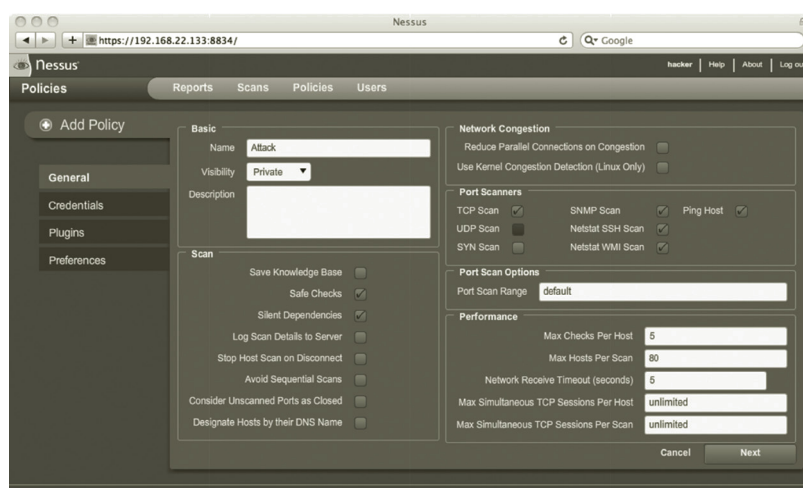 Nessus
https://192.168.22.133:8834/
Google
nessus
hacker Help About Log ou
Policies Reports Scans Policies Users
Add Policy
General
Credentials
Plugins
Preferences
Basic
Name Attack
Visibility Private
Description
Scan
Save Knowledge Base
Safe Checks
Silent Dependencies
Log Scan Details to Server
Stop Host Scan on Disconnect
Avoid Sequential Scans
Consider Unscanned Ports as Closed
Designate Hosts by their DNS Name
Network Congestion
Reduce Parallel Connections on Congestion
Use Kernel Congestion Detection (Linux Only)
Port Scanners
TCP Scan SNMP Scan Ping Host
UDP Scan Netstat SSH Scan
SYN Scan Netstat WMI Scan
Port Scan Options
Port Scan Range default
Performance
Max Checks Per Host 5
Max Hosts Per Scan 80
Network Receive Timeout (seconds) 5
Max Simultaneous TCP Sessions Per Host unlimited
Max Simultaneous TCP Sessions Per Scan unlimited
Cancel Next